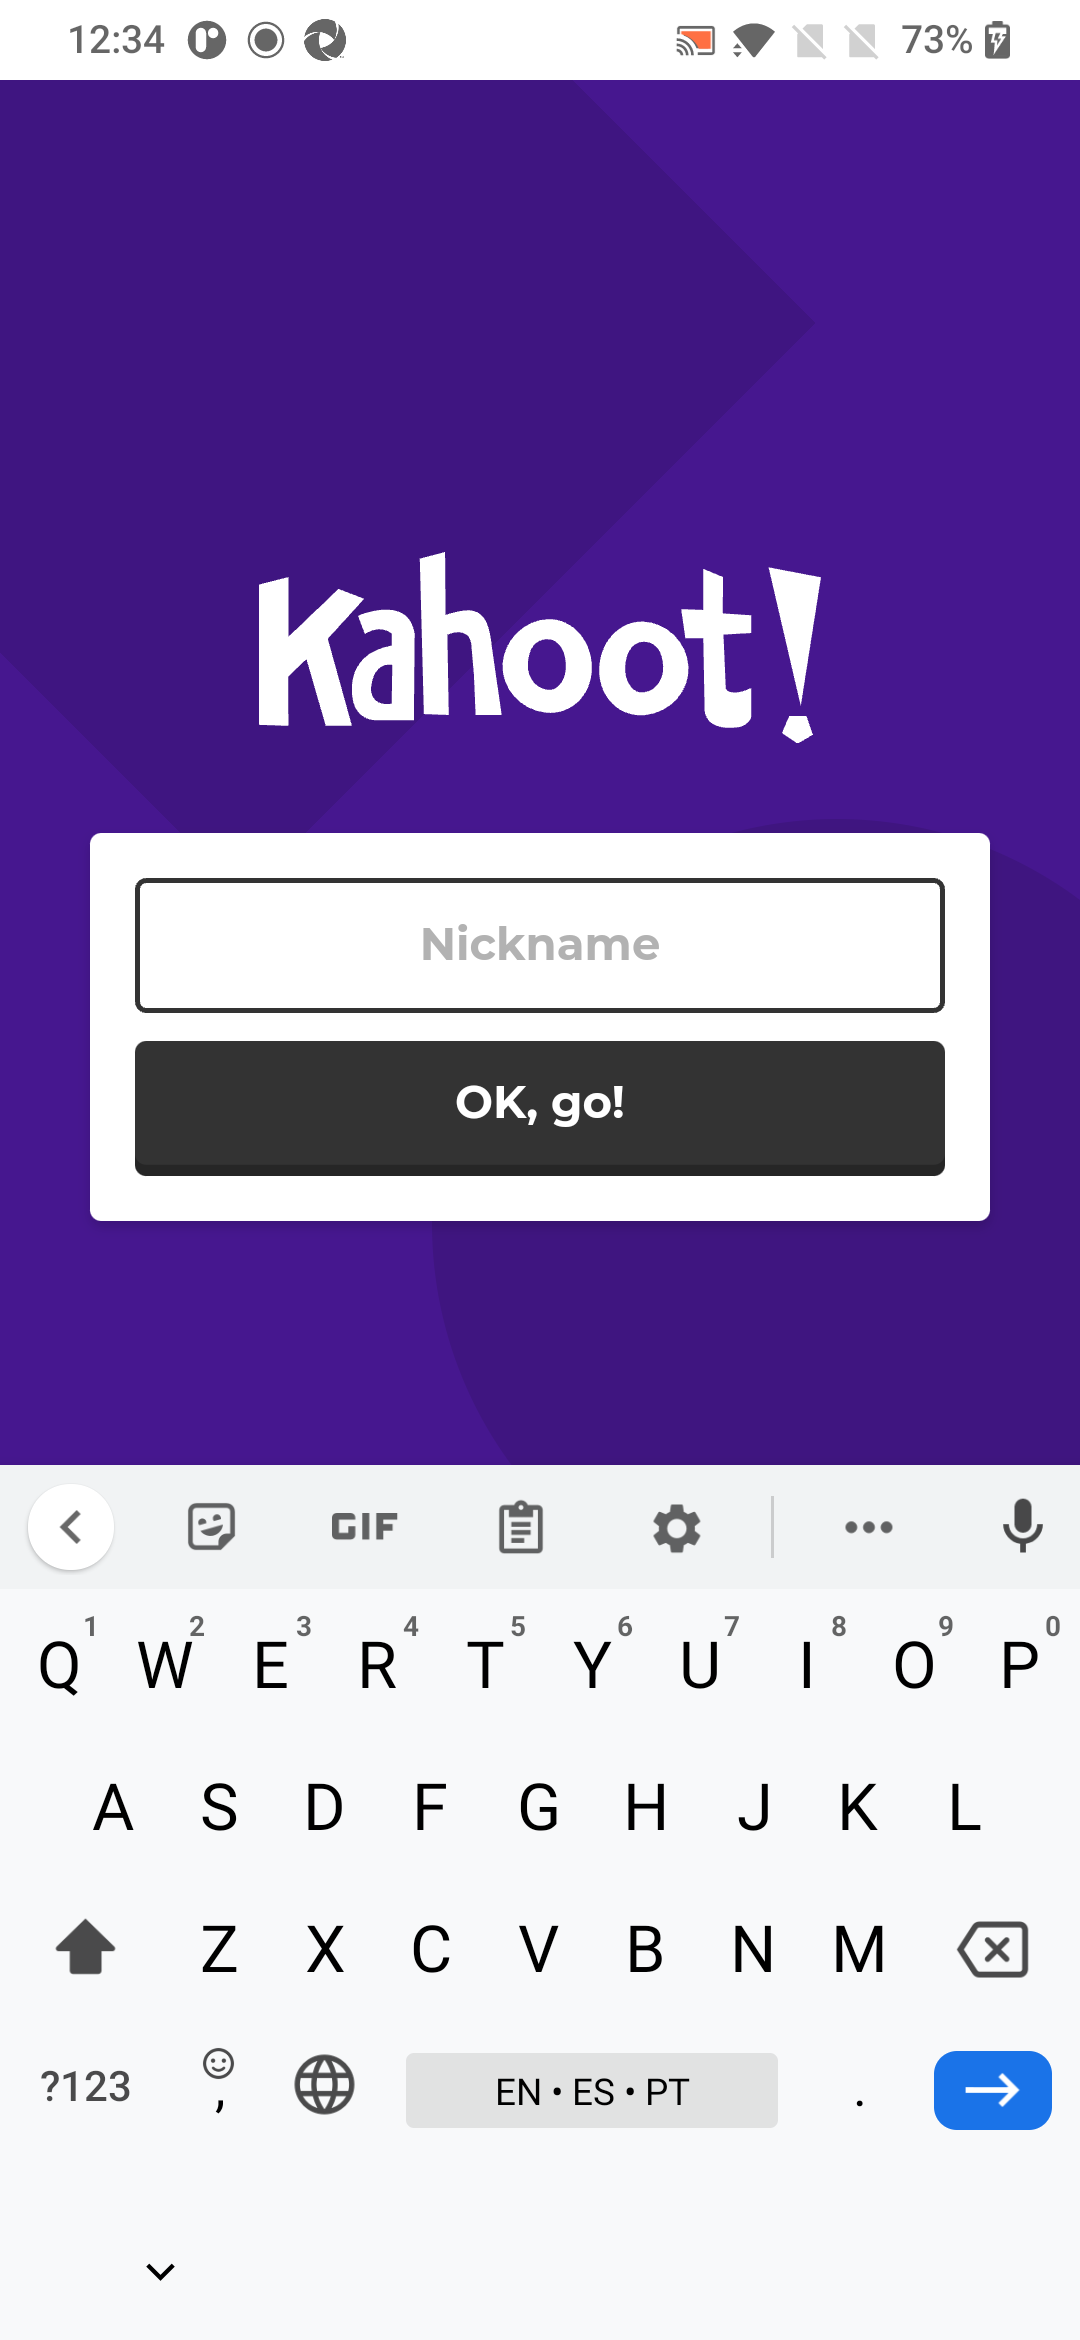 12:34 73%
Kahoot!
Nickname
OK, go!
GIF
1 2 3 4 5 6 7 8 9 0
Q W E R T Y U I O P
A S D F G H J K L
Z X C V B N M
?123 , EN • ES • PT .